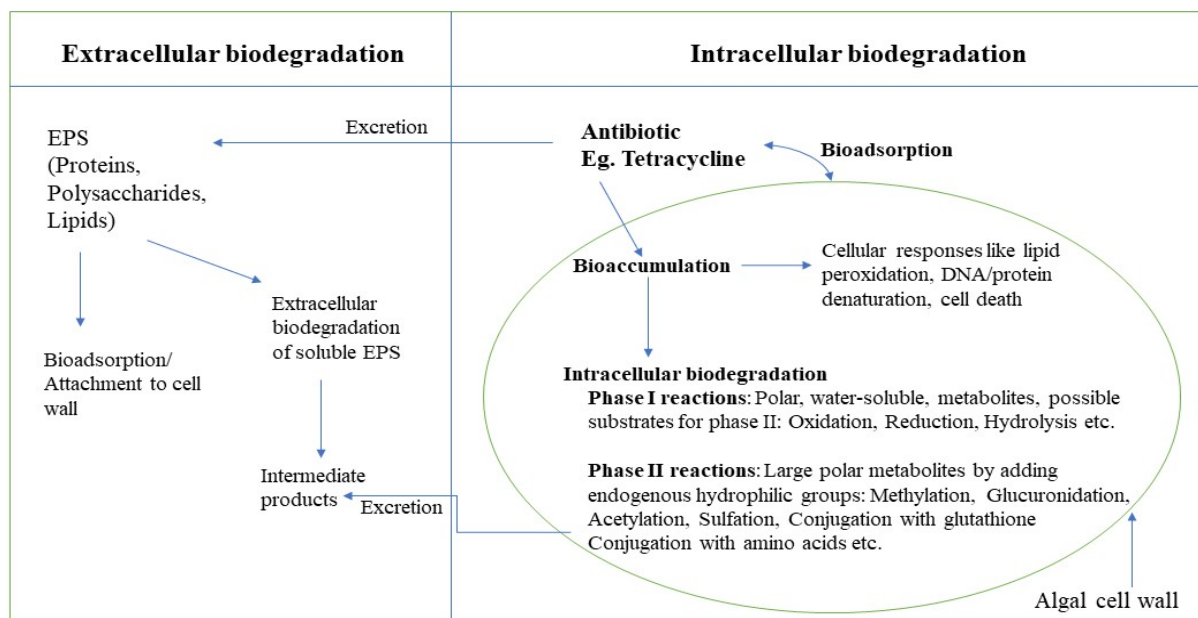 Extracellular biodegradation
Intracellular biodegradation
EPS
(Proteins,
Polysaccharides,
Lipids)
Excretion
Antibiotic
Eg. Tetracycline
Bioadsorption
Bioaccumulation
Cellular responses like lipid
peroxidation, DNA/protein
denaturation, cell death
Extracellular
biodegradation
of soluble EPS
Bioadsorption/
Attachment to cell
wall
Intracellular biodegradation
Phase I reactions: Polar, water-soluble, metabolites, possible
substrates for phase II: Oxidation, Reduction, Hydrolysis etc.
Intermediate
products
Excretion
Phase II reactions: Large polar metabolites by adding
endogenous hydrophilic groups: Methylation, Glucuronidation,
Acetylation, Sulfation, Conjugation with glutathione
Conjugation with amino acids etc.
Algal cell wall